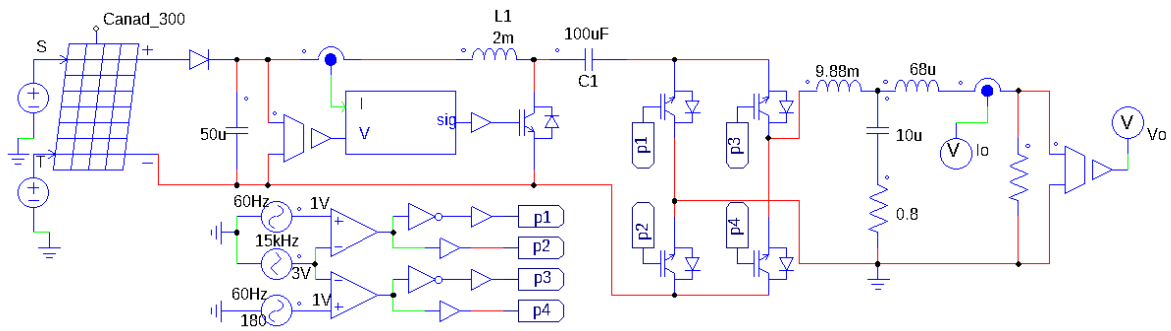 Canad_300
L1
2m
100uF
C1
S
+
I
V
sig
50u
T
−
p1
p3
p2
p4
9.88m
68u
10u
0.8
V
Io
V
Vo
60Hz
1V
15kHz
3V
60Hz
180
1V
p1
p2
p3
p4